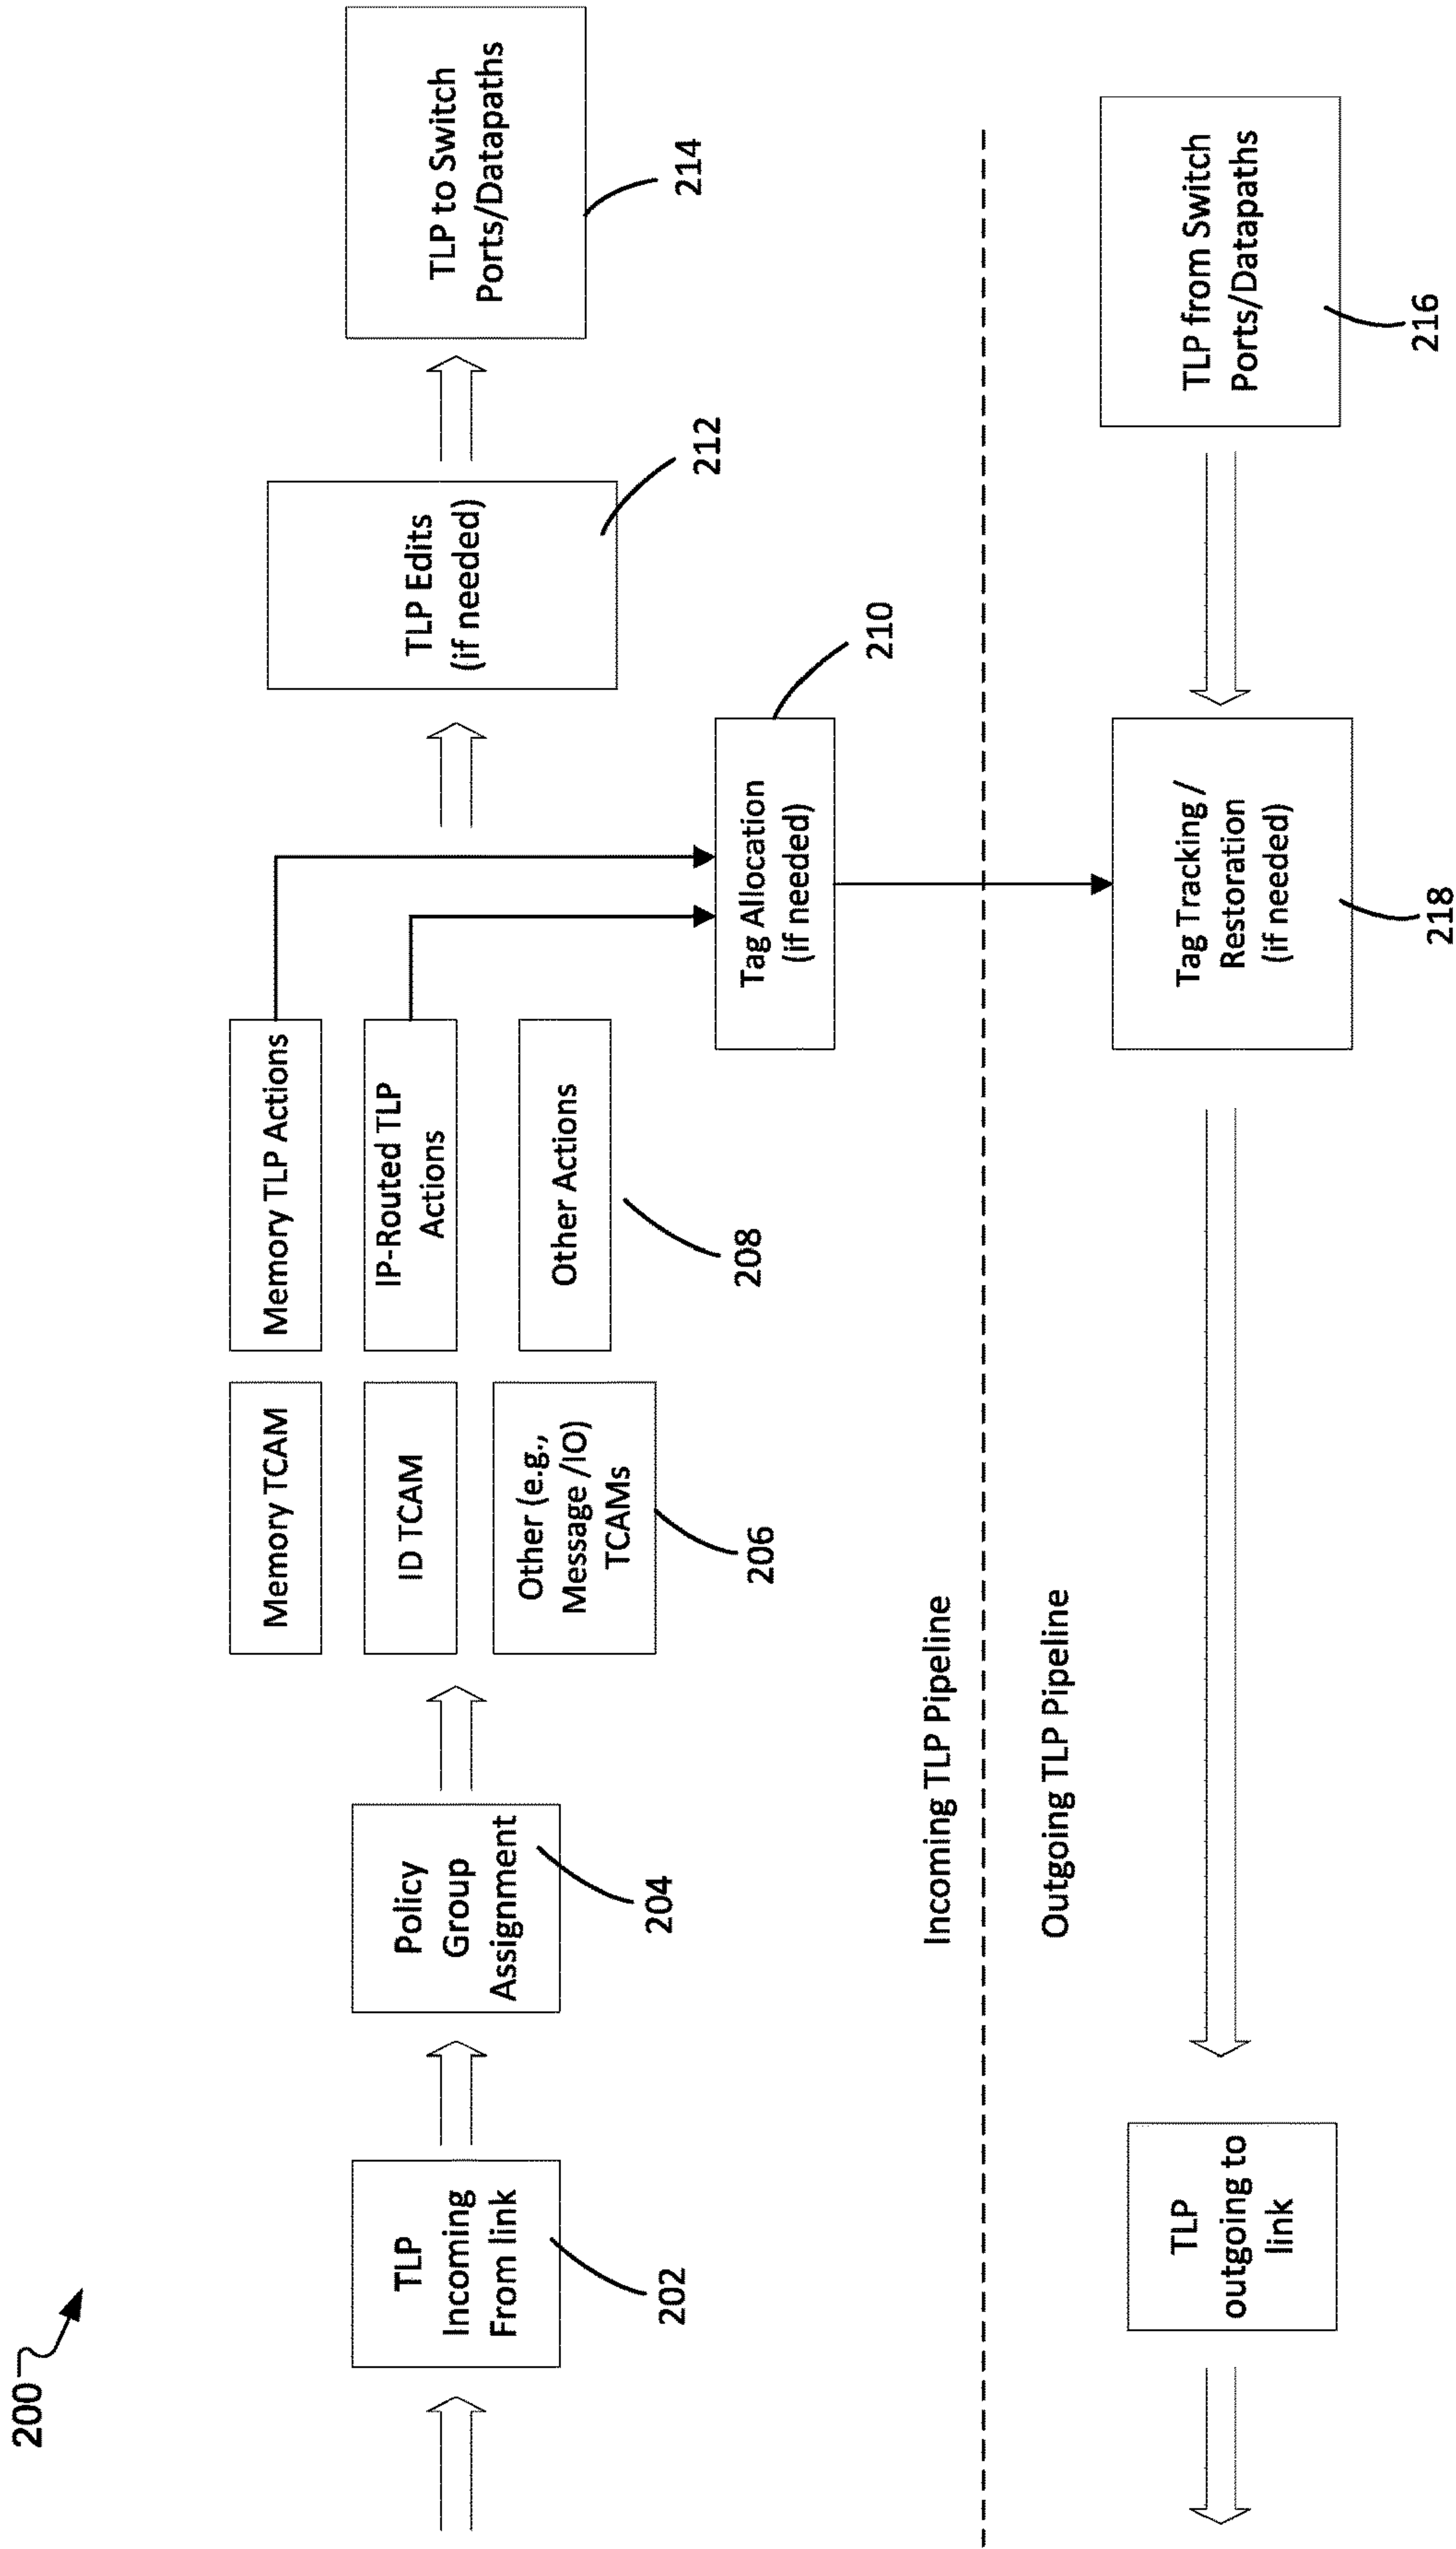 200
TLP
Incoming
From link
202
Policy
Group
Assignment
204
Memory TCAM
ID TCAM
Other (e.g.,
Message /IO)
TCAMs
206
Memory TLP Actions
IP-Routed TLP
Actions
Other Actions
208
Tag Allocation
(if needed)
210
TLP Edits
(if needed)
212
TLP to Switch
Ports/Datapaths
214
Incoming TLP Pipeline
Outgoing TLP Pipeline
TLP
outgoing to
link
Tag Tracking /
Restoration
(if needed)
218
TLP from Switch
Ports/Datapaths
216